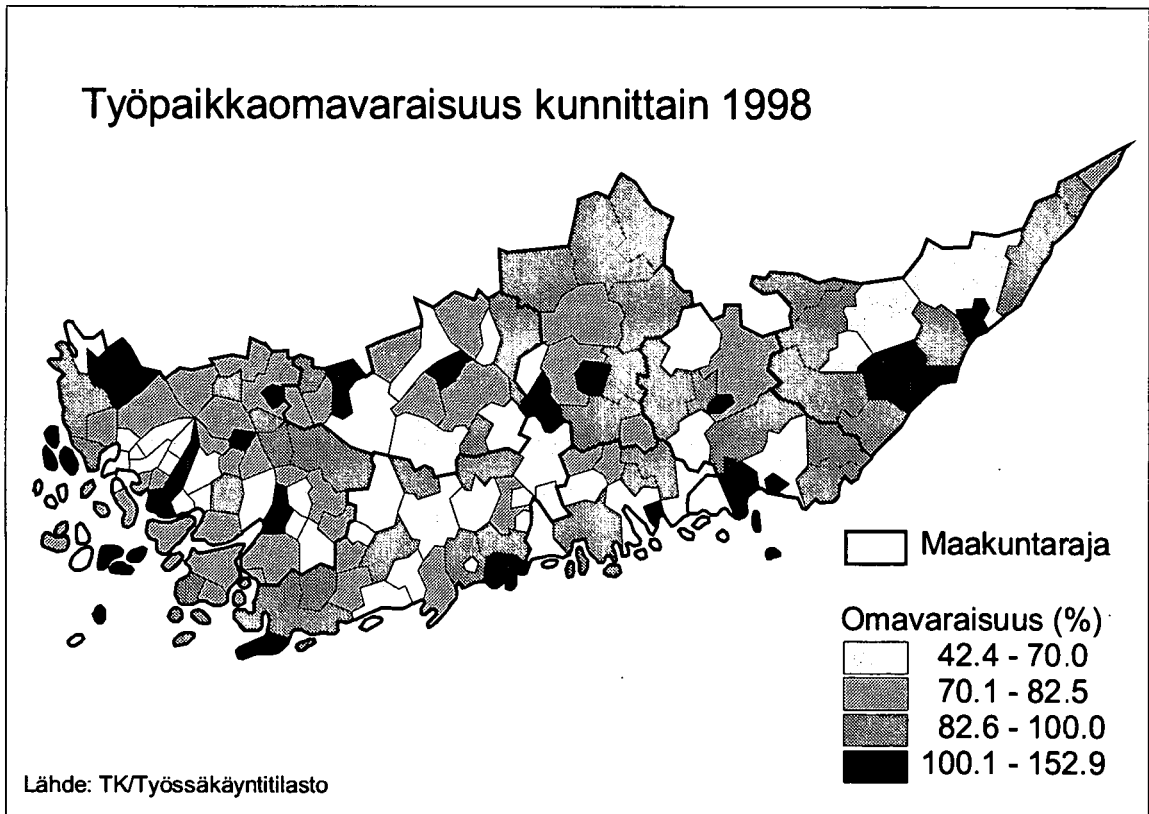 Työpaikkaomavaraisuus kunnittain 1998
Maakuntaraja
Omavaraisuus (%)
42.4 - 70.0
70.1 - 82.5
82.6 - 100.0
100.1 - 152.9
Lähde: TK/Työssäkäyntitilasto